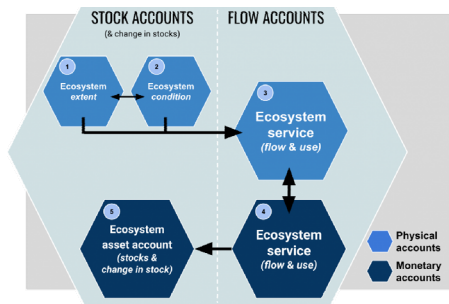 STOCK ACCOUNTS
(& change in stocks)
FLOW ACCOUNTS
1
Ecosystem
extent
2
Ecosystem
condition
3
Ecosystem
service
(flow & use)
5
Ecosystem
asset account
(stocks &
change in stock)
4
Ecosystem
service
(flow & use)
Physical
accounts
Monetary
accounts